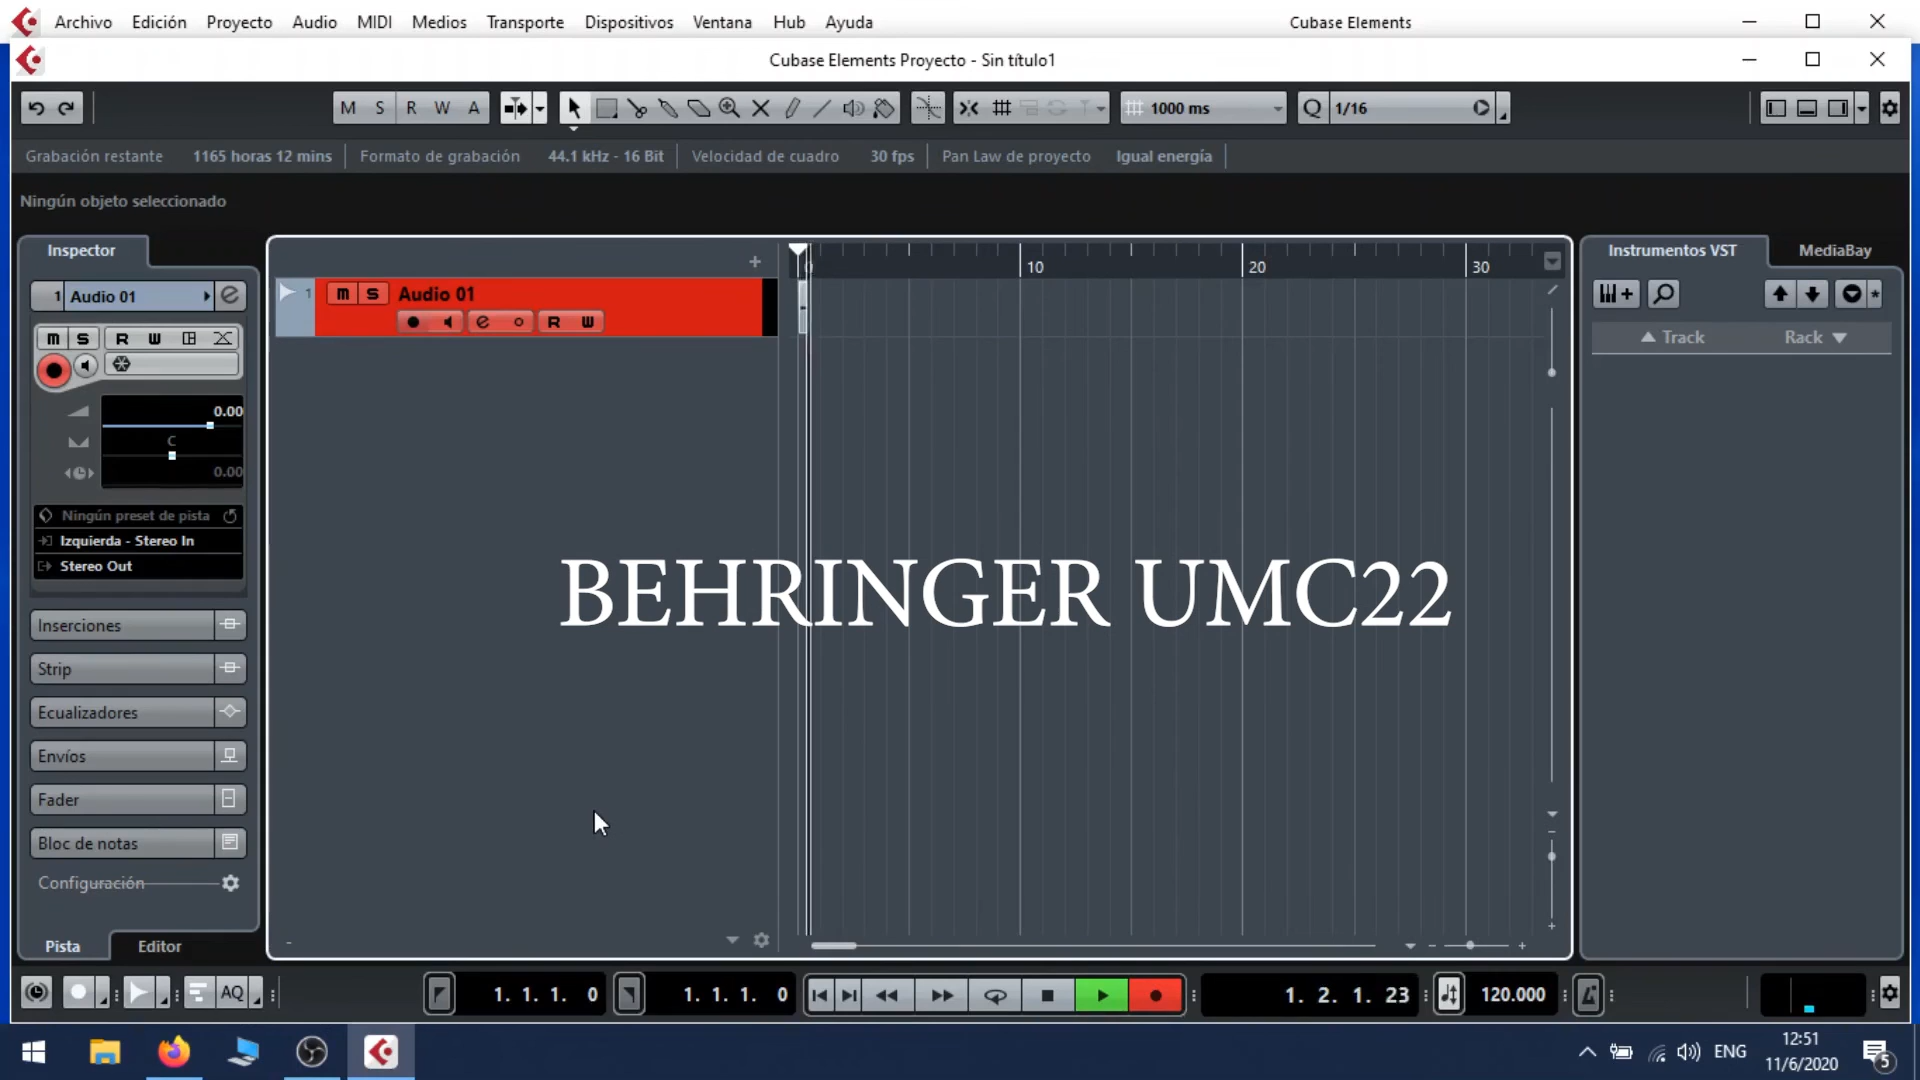 Archivo Edición Proyecto Audio MIDI Medios Transporte Dispositivos Ventana Hub Ayuda Cubase Elements
Cubase Elements Proyecto - Sin título1
M S R W A 1000 ms Q 1/16
Grabación restante 1165 horas 12 mins Formato de grabación 44.1 kHz - 16 Bit Velocidad de cuadro 30 fps Pan Law de proyecto Igual energía
Ningún objeto seleccionado
Inspector
Instrumentos VST MediaBay
0 10 20 30
1 Audio 01 e
1 m S Audio 01
e R W
m S R W
Track Rack
0.00
C
0.00
Ningún preset de pista
Izquierda - Stereo In
Stereo Out
BEHRINGER UMC22
Inserciones
Strip
Ecualizadores
Envíos
Fader
Bloc de notas
Configuración
Pista Editor
AQ 1. 1. 1. 0 1. 1. 1. 0 1. 2. 1. 23 120.000
ENG 12:51
11/6/2020 5